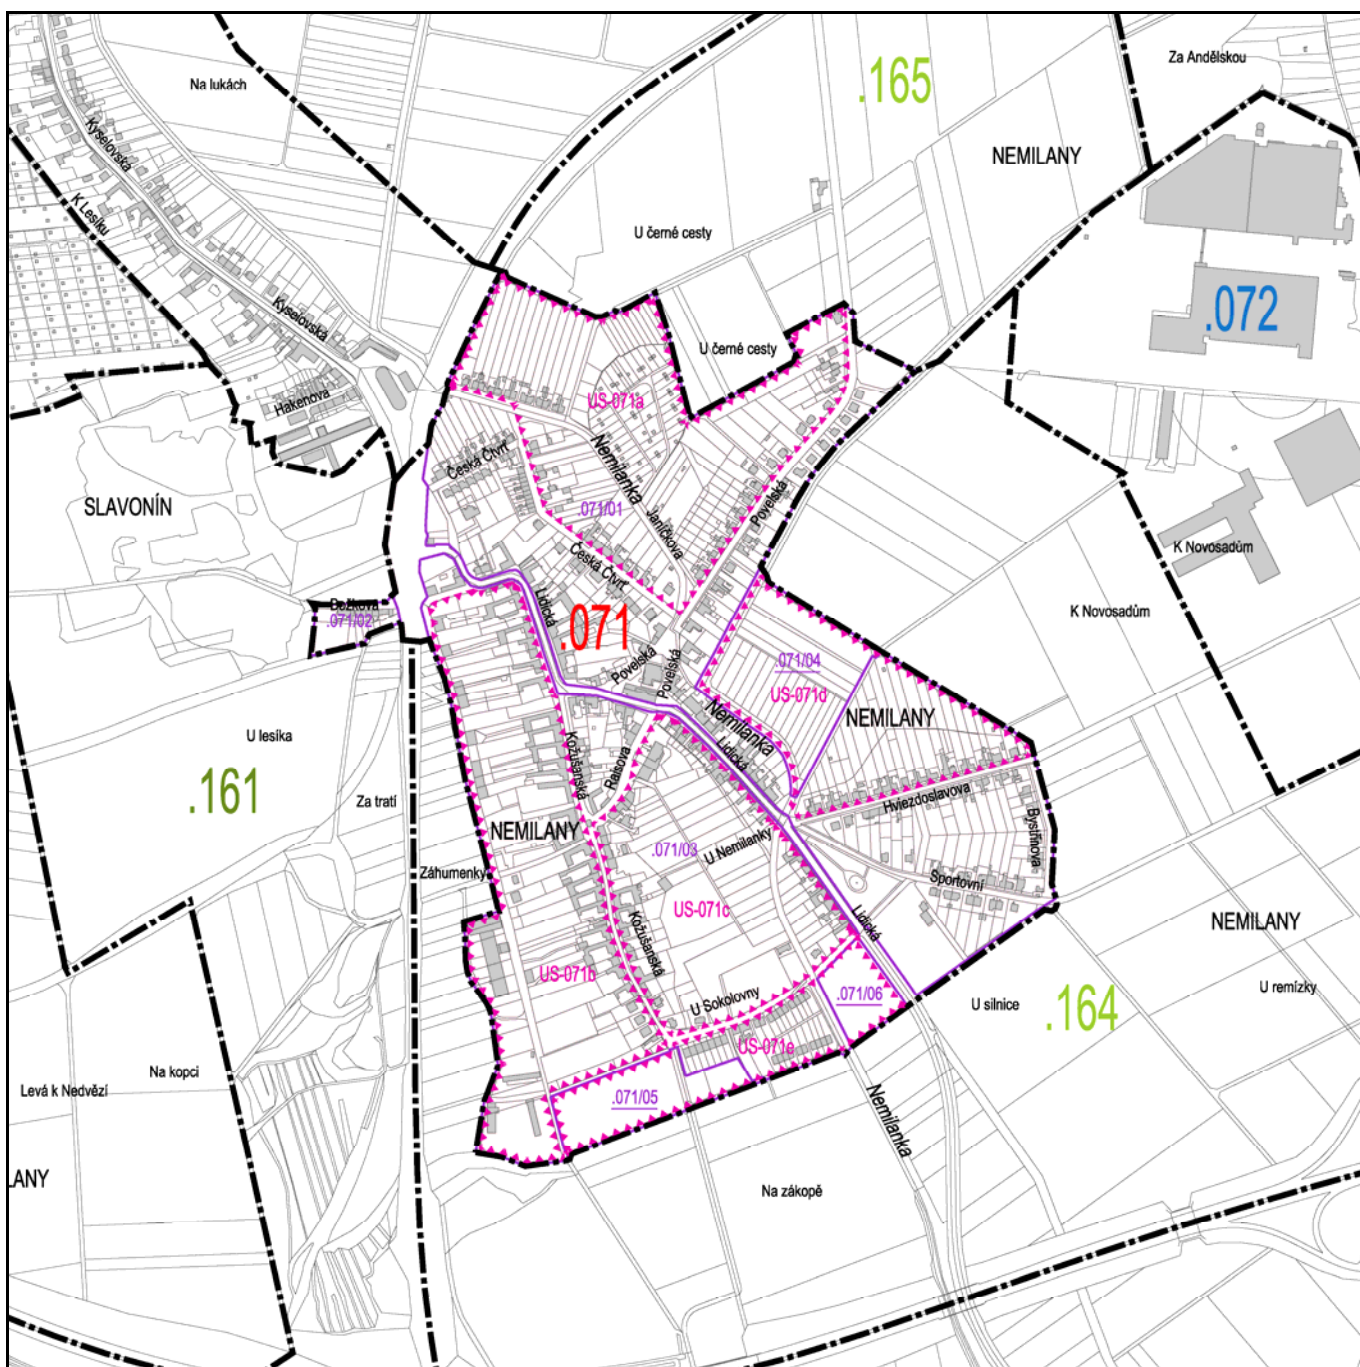 Na lukách
.165
Za Andělskou
Kyselovská
NEMILANY
K Lesíku
U černé cesty
Kyselovská
.072
U černé cesty
Hakenova
US-071a
Nemilanka
Česká Čtvrť
SLAVONÍN
.071/01
Povelská
Janíčkova
K Novosadům
Česká Čtvrť
Božkova
.071/02
Lidická
.071
K Novosadům
Povelská
Povelská
.071/04
US-071d
Nemilanka
NEMILANY
U lesíka
Lidická
Kožušanská
Raisova
.161
Za tratí
Hviezdoslavova
NEMILANY
Bystřinova
U Nemilanky
.071/03
Záhumenky
Sportovní
US-071c
Kožušanská
Lidická
NEMILANY
US-071b
U Sokolovny
.071/06
U silnice
U remízky
.164
US-071e
Na kopci
Levá k Nedvězí
.071/05
Nemilanka
LANY
Na zákopě